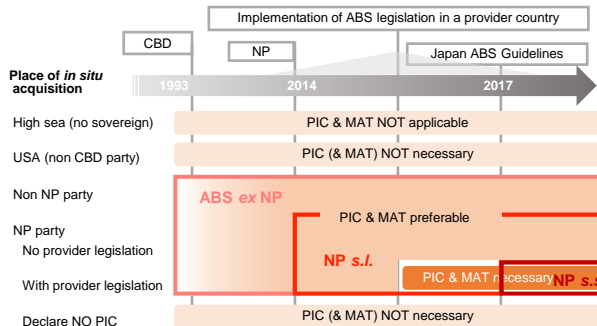 Implementation of ABS legislation in a provider country
CBD
NP
Japan ABS Guidelines
Place of in situ
acquisition
1993
2014
2017
High sea (no sovereign)
PIC & MAT NOT applicable
USA (non CBD party)
PIC (& MAT) NOT necessary
Non NP party
ABS ex NP
NP party
PIC & MAT preferable
No provider legislation
NP s.l.
With provider legislation
PIC & MAT necessary
NP s.s
Declare NO PIC
PIC (& MAT) NOT necessary